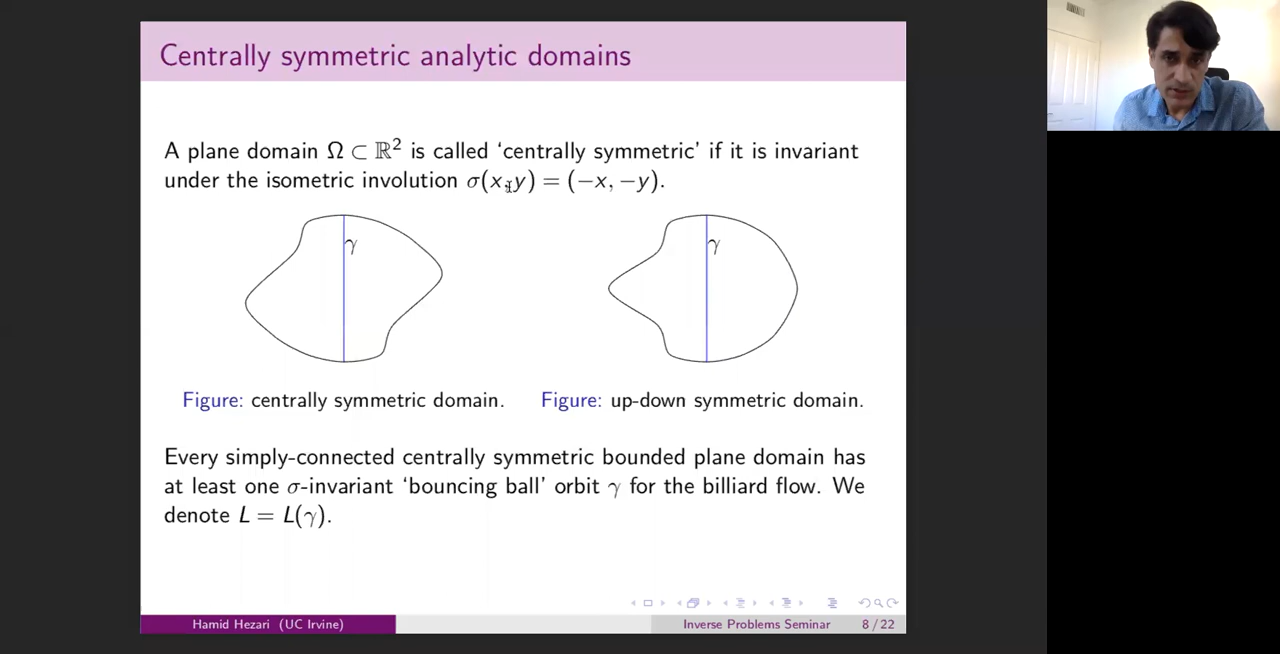 Centrally symmetric analytic domains
A plane domain Ω ⊂ ℝ² is called ‘centrally symmetric’ if it is invariant
under the isometric involution σ(x, y) = (−x, −y).
γ
γ
Figure: centrally symmetric domain.
Figure: up-down symmetric domain.
Every simply-connected centrally symmetric bounded plane domain has
at least one σ-invariant ‘bouncing ball’ orbit γ for the billiard flow. We
denote L = L(γ).
Hamid Hezari (UC Irvine)
Inverse Problems Seminar
8 / 22